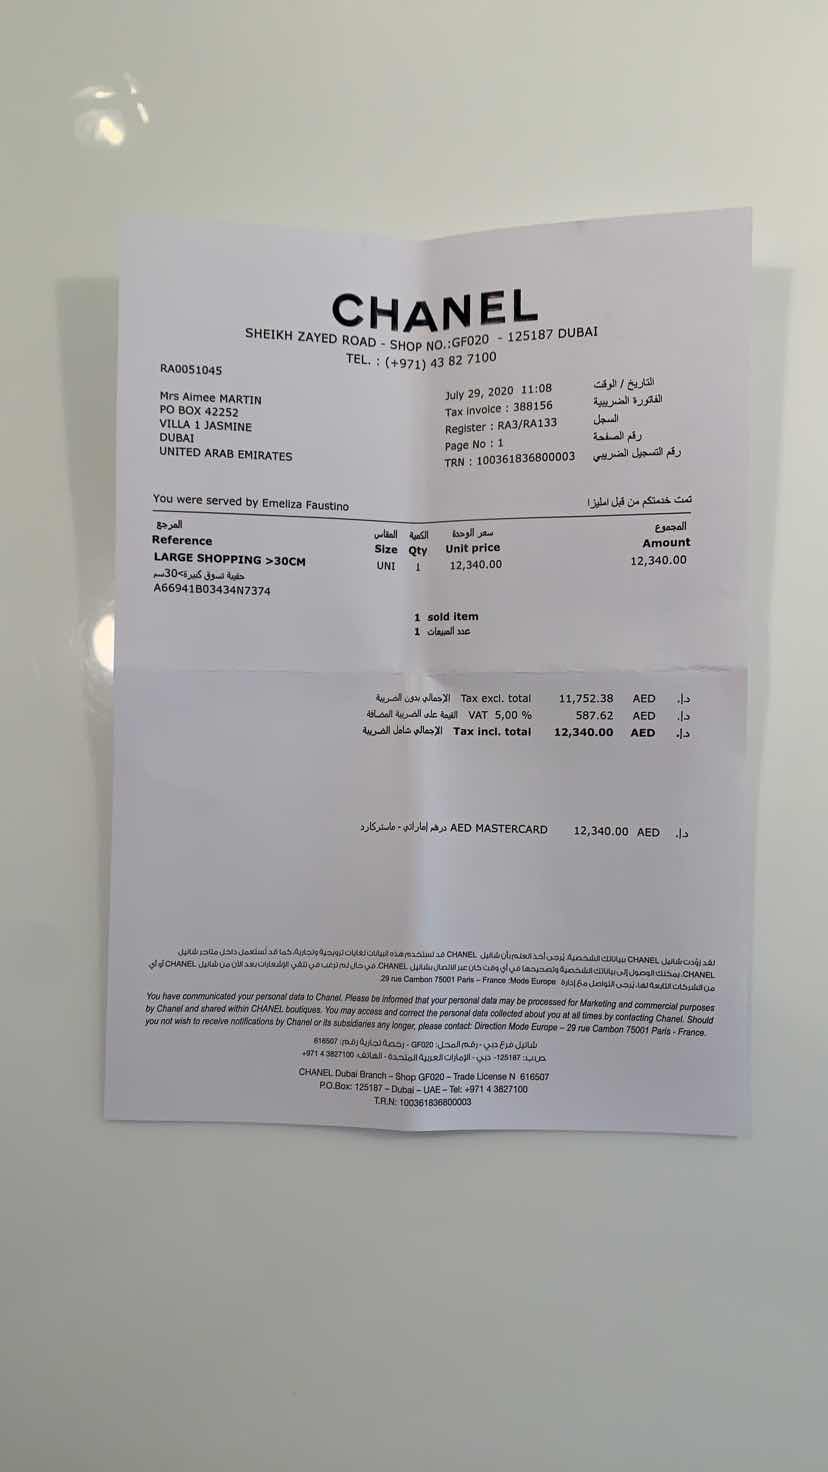 CHANEL
SHEIKH ZAYED ROAD - SHOP NO.:GF020 - 125187 DUBAI
TEL. : (+971) 43 82 7100
RA0051045
Mrs Aimee MARTIN
PO BOX 42252
VILLA 1 JASMINE
DUBAI
UNITED ARAB EMIRATES
July 29, 2020 11:08 التاريخ / الوقت
Tax invoice : 388156 الفاتورة الضريبية
Register : RA3/RA133 السجل
Page No : 1 رقم الصفحة
TRN : 100361836800003 رقم التسجيل الضريبي
You were served by Emeliza Faustino تمت خدمتكم من قبل امليزا
المرجع المقاس الكمية سعر الوحدة المجموع
Reference Size Qty Unit price Amount
LARGE SHOPPING >30CM UNI 1 12,340.00 12,340.00
حقيبة تسوق كبيرة>30سم
A66941B03434N7374
1 sold item
1 عدد المبيعات
الإجمالي بدون الضريبة Tax excl. total 11,752.38 AED د.إ.
القيمة على الضريبة المضافة VAT 5,00 % 587.62 AED د.إ.
الإجمالي شامل الضريبة Tax incl. total 12,340.00 AED د.إ.
درهم إماراتي - ماستركارد AED MASTERCARD 12,340.00 AED د.إ.
لقد زوّدت شانيل CHANEL ببياناتك الشخصية. يُرجى أخذ العلم بأن شانيل CHANEL قد تستخدم هذه البيانات لغايات ترويجية وتجارية، كما قد تُستعمل داخل متاجر شانيل
CHANEL. يمكنك الوصول إلى بياناتك الشخصية وتصحيحها في أي وقت كان عبر الاتصال بشانيل CHANEL. في حال لم ترغب في تلقي الإشعارات بعد الآن من شانيل CHANEL أو أي
من الشركات التابعة لها، يُرجى التواصل مع إدارة Mode Europe: 29 rue Cambon 75001 Paris – France.
You have communicated your personal data to Chanel. Please be informed that your personal data may be processed for Marketing and commercial purposes
by Chanel and shared within CHANEL boutiques. You may access and correct the personal data collected about you at all times by contacting Chanel. Should
you not wish to receive notifications by Chanel or its subsidiaries any longer, please contact: Direction Mode Europe – 29 rue Cambon 75001 Paris - France.
شانيل فرع دبي - رقم المحل: GF020 - رخصة تجارية رقم: 616507
ص.ب.: 125187- دبي - الإمارات العربية المتحدة - الهاتف: 3827100 4 971+
CHANEL Dubai Branch – Shop GF020 – Trade License N 616507
P.O.Box: 125187 – Dubai – UAE – Tel: +971 4 3827100
T.R.N: 100361836800003